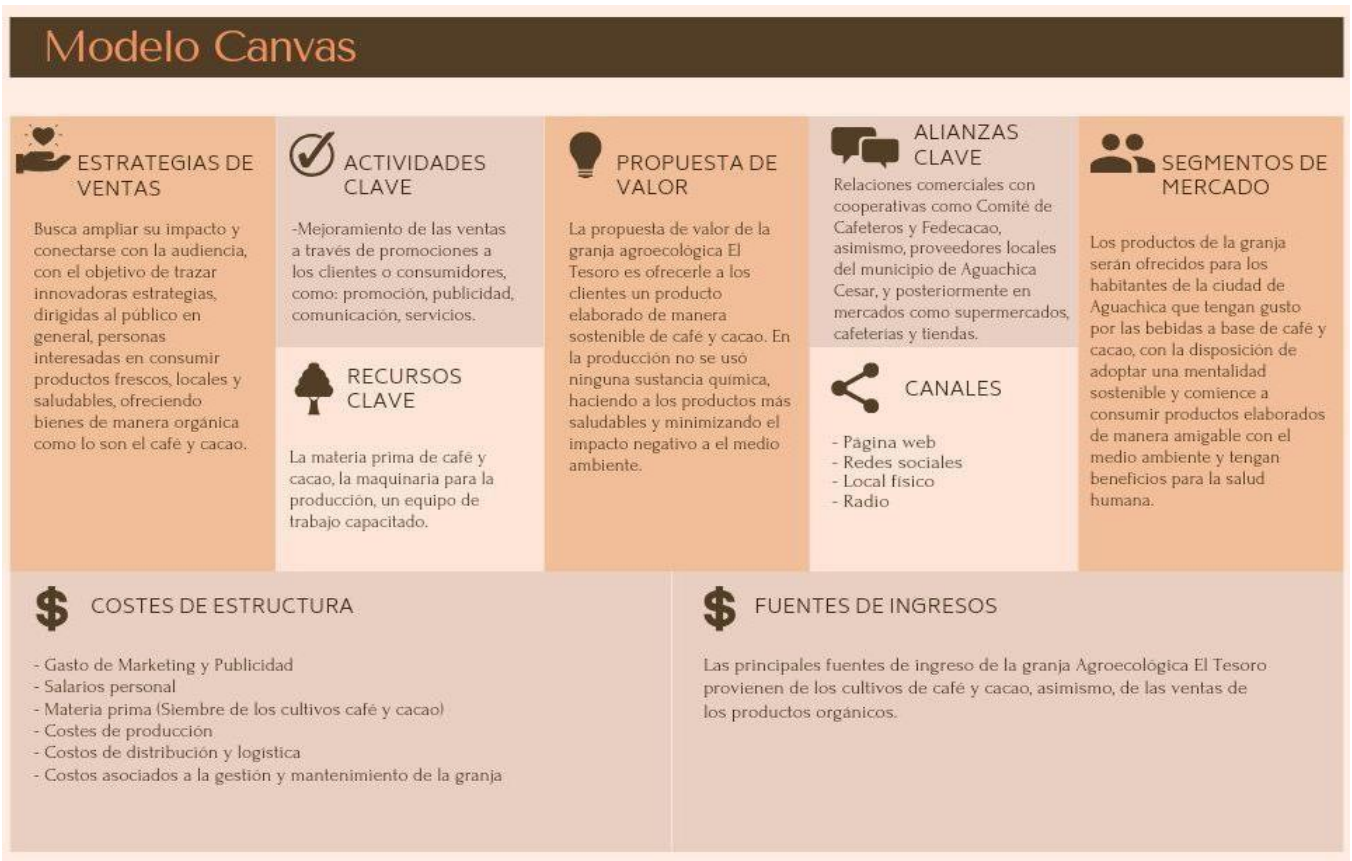 Modelo Canvas
ESTRATEGIAS DE
VENTAS
Busca ampliar su impacto y
conectarse con la audiencia,
con el objetivo de trazar
innovadoras estrategias,
dirigidas al público en
general, personas
interesadas en consumir
productos frescos, locales y
saludables, ofreciendo
bienes de manera orgánica
como lo son el café y cacao.
ACTIVIDADES
CLAVE
-Mejoramiento de las ventas
a través de promociones a
los clientes o consumidores,
como: promoción, publicidad,
comunicación, servicios.
RECURSOS
CLAVE
La materia prima de café y
cacao, la maquinaria para la
producción, un equipo de
trabajo capacitado.
PROPUESTA DE
VALOR
La propuesta de valor de la
granja agroecológica El
Tesoro es ofrecerle a los
clientes un producto
elaborado de manera
sostenible de café y cacao. En
la producción no se usó
ninguna sustancia química,
haciendo a los productos más
saludables y minimizando el
impacto negativo a el medio
ambiente.
ALIANZAS
CLAVE
Relaciones comerciales con
cooperativas como Comité de
Cafeteros y Fedecacao,
asimismo, proveedores locales
del municipio de Aguachica
Cesar, y posteriormente en
mercados como supermercados,
cafeterias y tiendas.
CANALES
- Página web
- Redes sociales
- Local físico
- Radio
SEGMENTOS DE
MERCADO
Los productos de la granja
serán ofrecidos para los
habitantes de la ciudad de
Aguachica que tengan gusto
por las bebidas a base de café y
cacao, con la disposición de
adoptar una mentalidad
sostenible y comience a
consumir productos elaborados
de manera amigable con el
medio ambiente y tengan
beneficios para la salud
humana.
COSTES DE ESTRUCTURA
- Gasto de Marketing y Publicidad
- Salarios personal
- Materia prima (Siembre de los cultivos café y cacao)
- Costes de producción
- Costos de distribución y logística
- Costos asociados a la gestión y mantenimiento de la granja
FUENTES DE INGRESOS
Las principales fuentes de ingreso de la granja Agroecológica El Tesoro
provienen de los cultivos de café y cacao, asimismo, de las ventas de
los productos orgánicos.